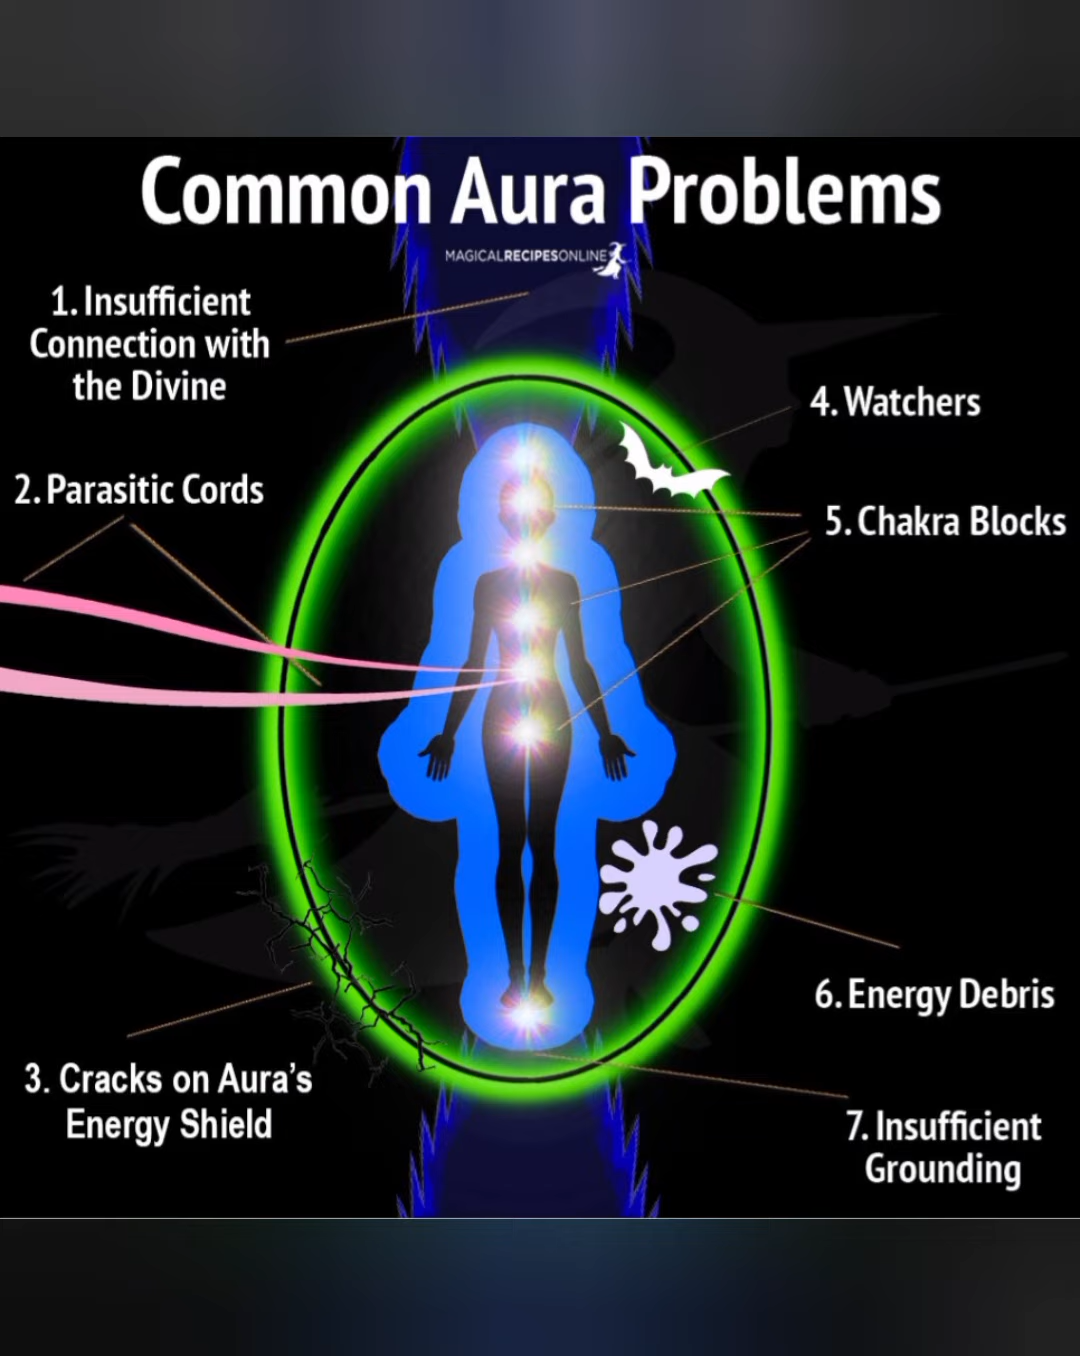 Common Aura Problems
MAGICALRECIPESONLINE
1. Insufficient
Connection with
the Divine
2. Parasitic Cords
3. Cracks on Aura's
Energy Shield
4. Watchers
5. Chakra Blocks
6. Energy Debris
7. Insufficient
Grounding